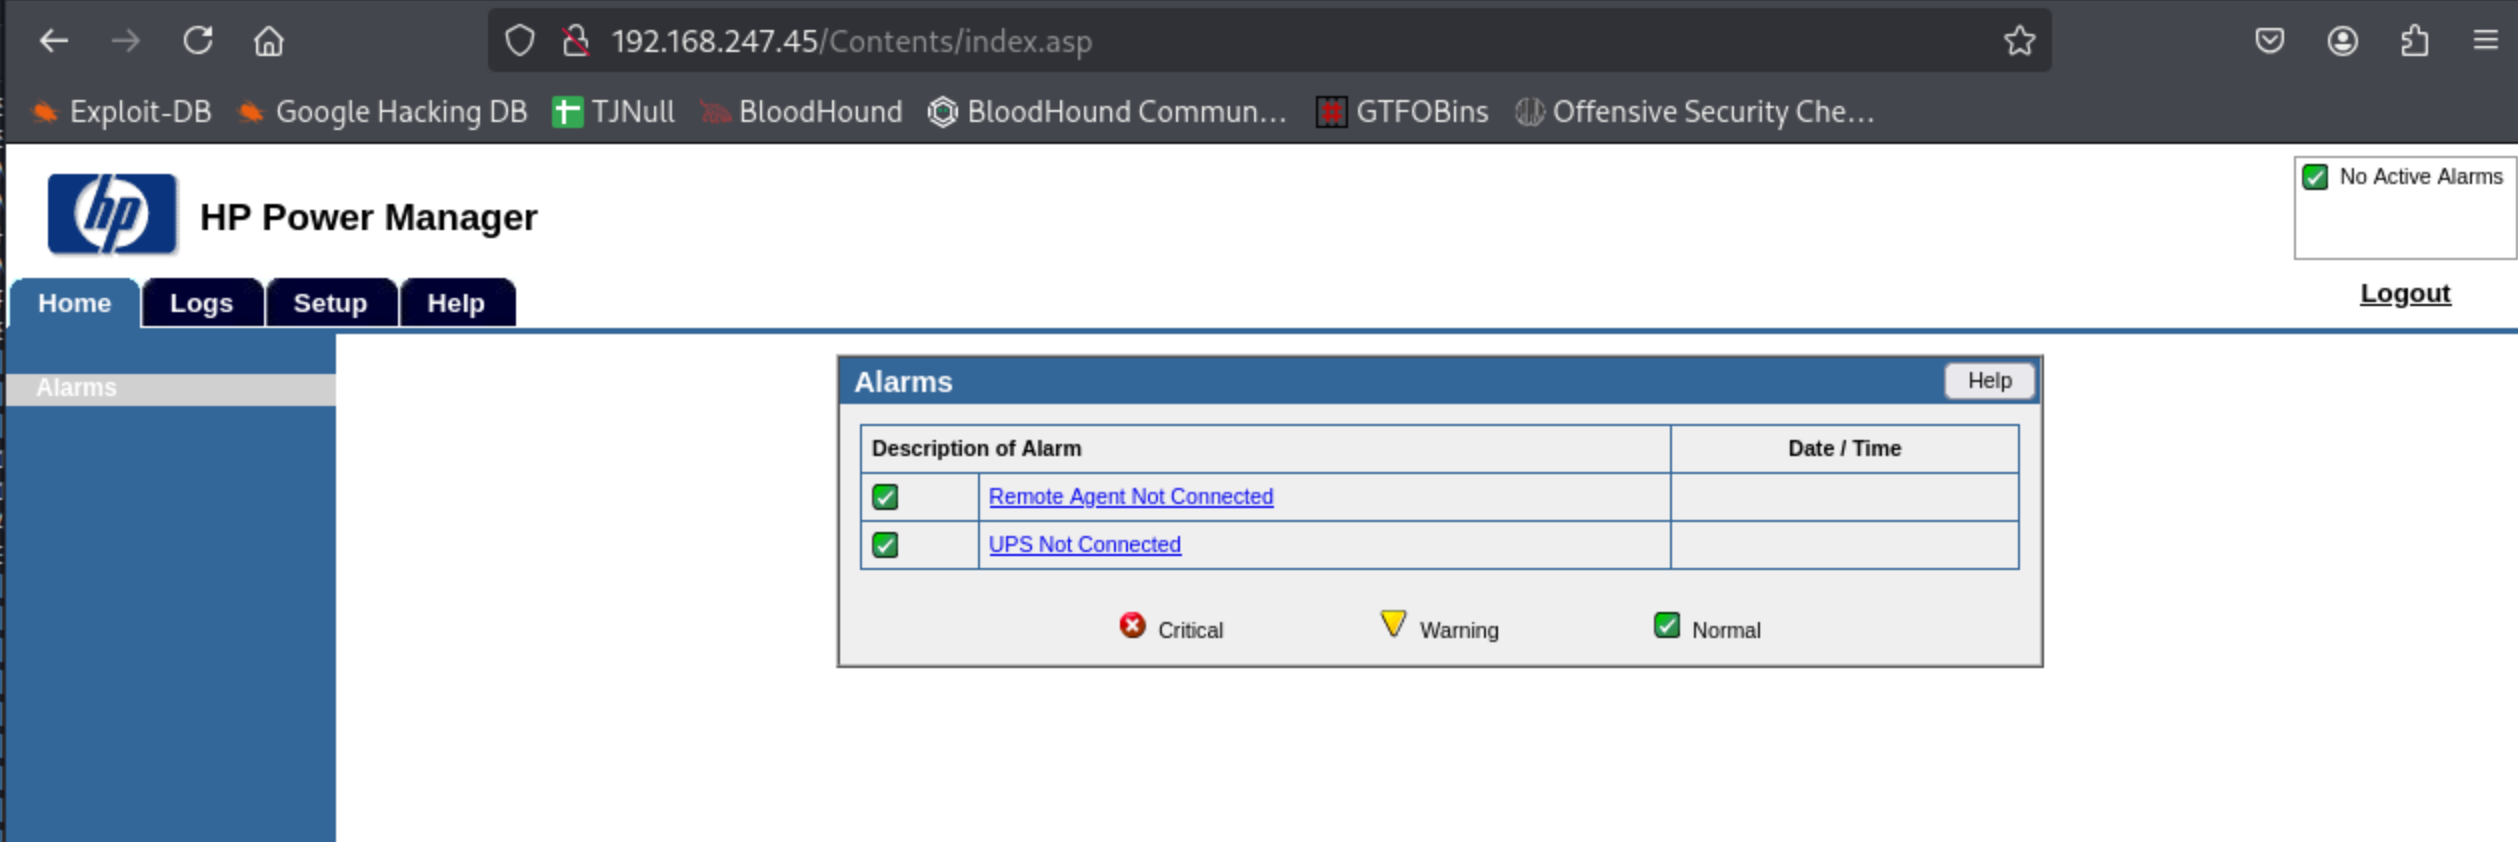 192.168.247.45/Contents/index.asp
Exploit-DB Google Hacking DB TJNull BloodHound BloodHound Commun... GTFOBins Offensive Security Che...
hp HP Power Manager
No Active Alarms
Home Logs Setup Help
Logout
Alarms
Alarms Help
Description of Alarm Date / Time
Remote Agent Not Connected
UPS Not Connected
Critical Warning Normal